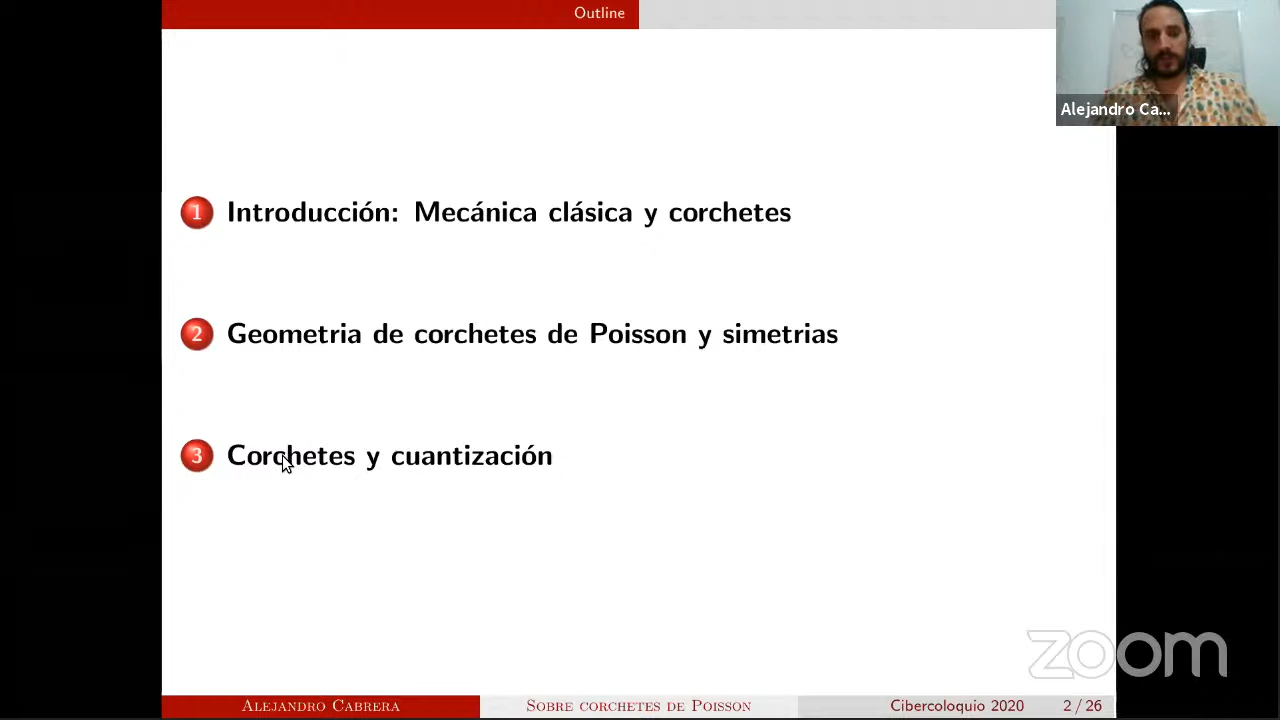 Outline
Alejandro Ca...
1 Introducción: Mecánica clásica y corchetes
2 Geometria de corchetes de Poisson y simetrias
3 Corchetes y cuantización
zoom
Alejandro Cabrera Sobre corchetes de Poisson Cibercoloquio 2020 2 / 26